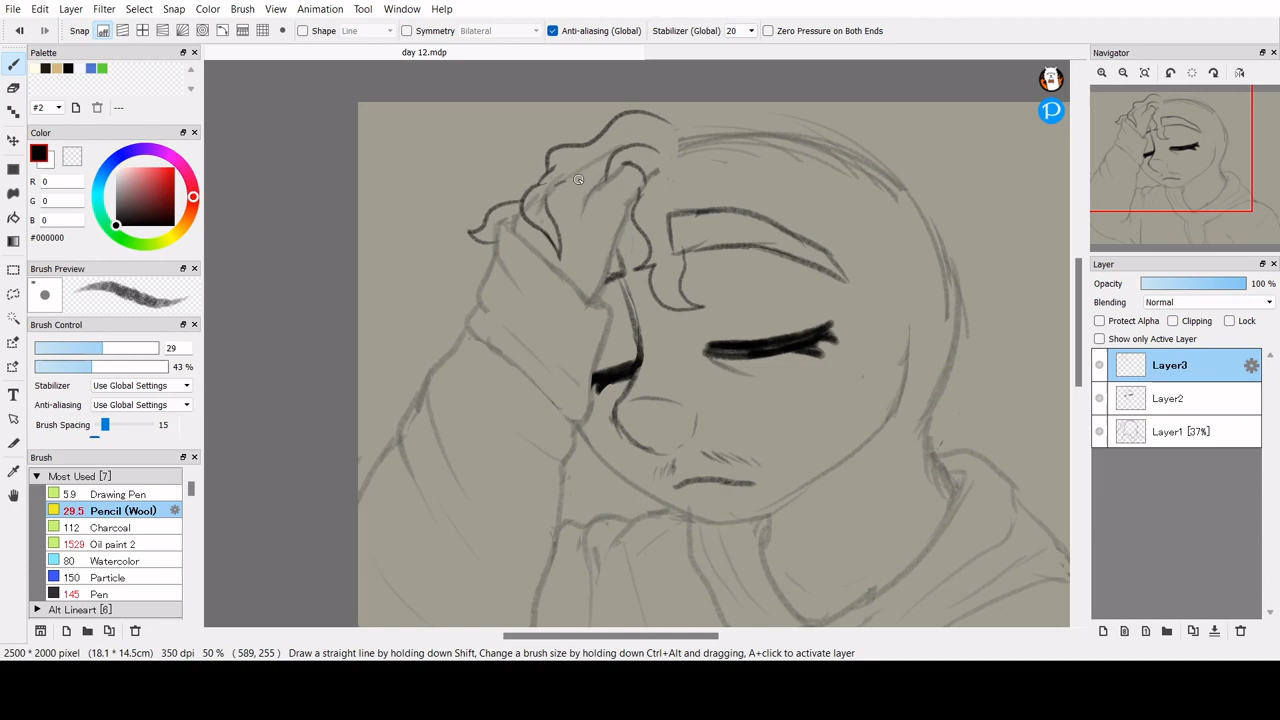 File Edit Layer Filter Select Snap Color Brush View Animation Tool Window Help
Snap Shape Line Symmetry Bilateral Anti-aliasing (Global) Stabilizer (Global) 20 Zero Pressure on Both Ends
Palette
day 12.mdp
Navigator
#2 ---
Color
R 0
G 0
B 0
#000000
Brush Preview
Brush Control
29
43 %
Stabilizer Use Global Settings
Anti-aliasing Use Global Settings
Brush Spacing 15
Brush
Most Used [7]
5.9 Drawing Pen
29.5 Pencil (Wool)
112 Charcoal
1529 Oil paint 2
80 Watercolor
150 Particle
145 Pen
Alt Lineart [6]
Layer
Opacity 100 %
Blending Normal
Protect Alpha Clipping Lock
Show only Active Layer
Layer3
Layer2
Layer1 [37%]
2500 * 2000 pixel (18.1 * 14.5cm) 350 dpi 50 % ( 589, 255 ) Draw a straight line by holding down Shift, Change a brush size by holding down Ctrl+Alt and dragging, A+click to activate layer